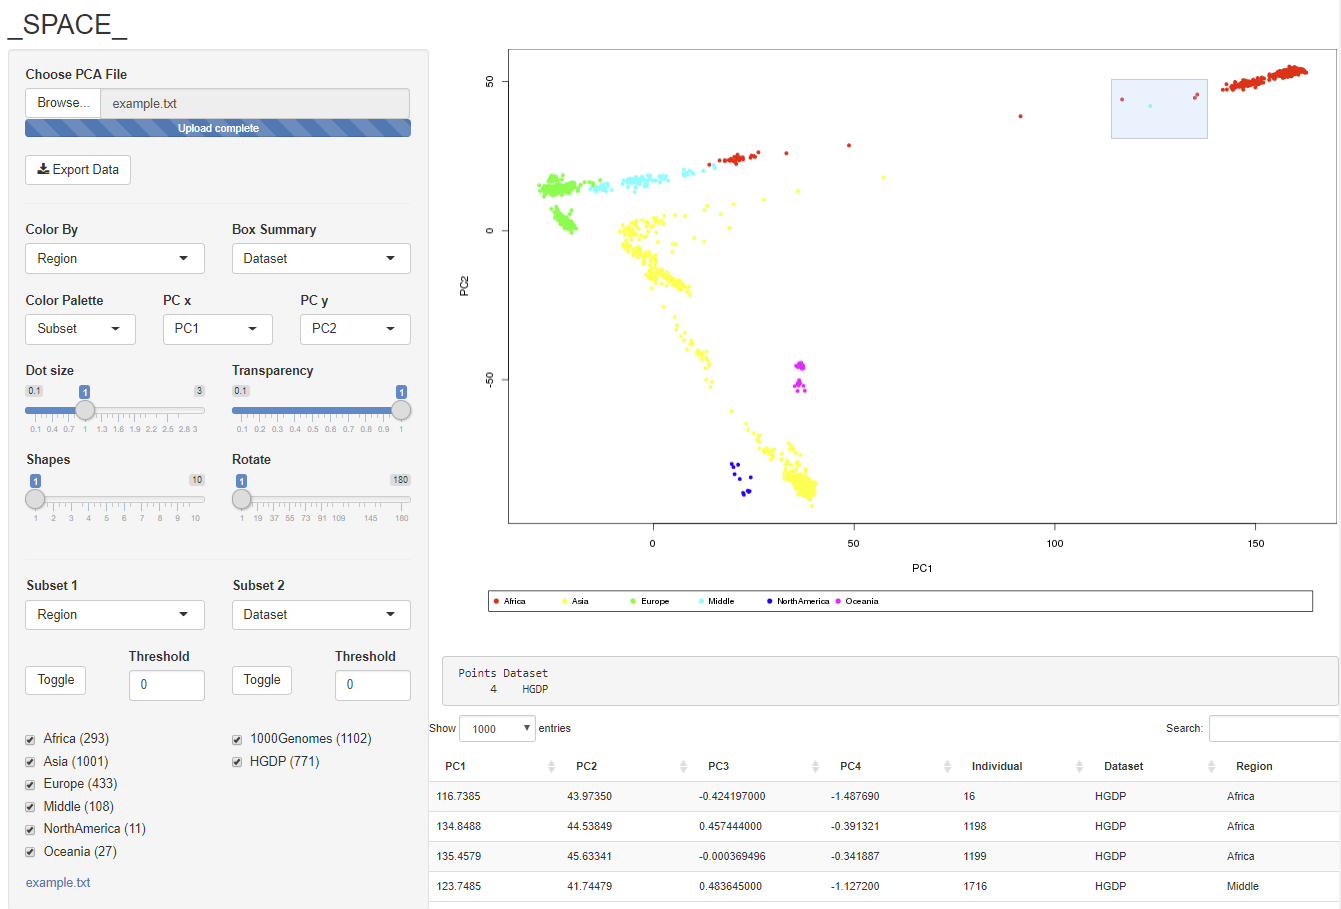 _SPACE_
Choose PCA File
Browse... example.txt
Upload complete
Export Data
Color By Box Summary
Region Dataset
Color Palette PC x PC y
Subset PC1 PC2
Dot size Transparency
0.1 1 3 0.1 1
0.1 0.4 0.7 1 1.3 1.6 1.9 2.2 2.5 2.8 3 0.1 0.2 0.3 0.4 0.5 0.6 0.7 0.8 0.9 1
Shapes Rotate
1 10 1 180
1 2 3 4 5 6 7 8 9 10 1 19 37 55 73 91 109 145 180
Subset 1 Subset 2
Region Dataset
Threshold Threshold
Toggle 0 Toggle 0
Africa (293) 1000Genomes (1102)
Asia (1001) HGDP (771)
Europe (433)
Middle (108)
NorthAmerica (11)
Oceania (27)
example.txt
50
0
-50
PC2
0 50 100 150
PC1
Africa Asia Europe Middle NorthAmerica Oceania
Points Dataset
4 HGDP
Show 1000 entries Search:
PC1 PC2 PC3 PC4 Individual Dataset Region
116.7385 43.97350 -0.424197000 -1.487690 16 HGDP Africa
134.8488 44.53849 0.457444000 -0.391321 1198 HGDP Africa
135.4579 45.63341 -0.000369496 -0.341887 1199 HGDP Africa
123.7485 41.74479 0.483645000 -1.127200 1716 HGDP Middle